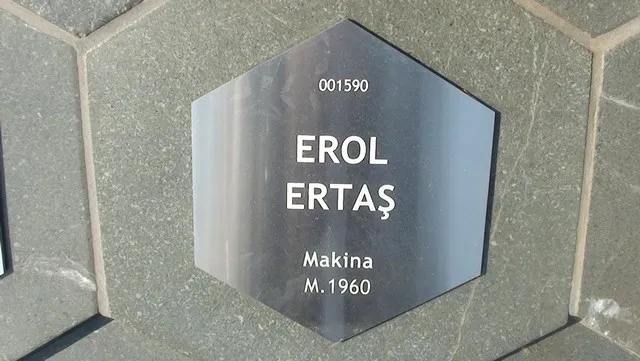 001590
EROL
ERTAŞ
Makina
M.1960